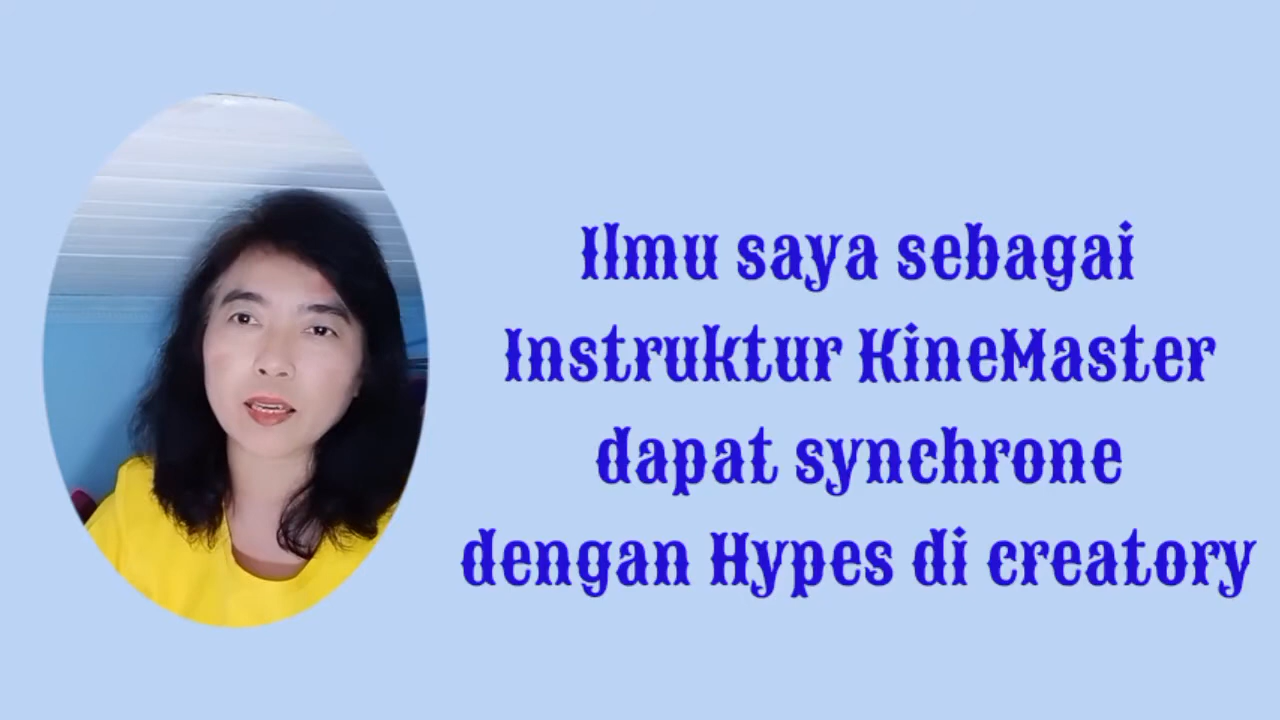 Ilmu saya sebagai
Instruktur KineMaster
dapat synchrone
dengan Hypes di creatory